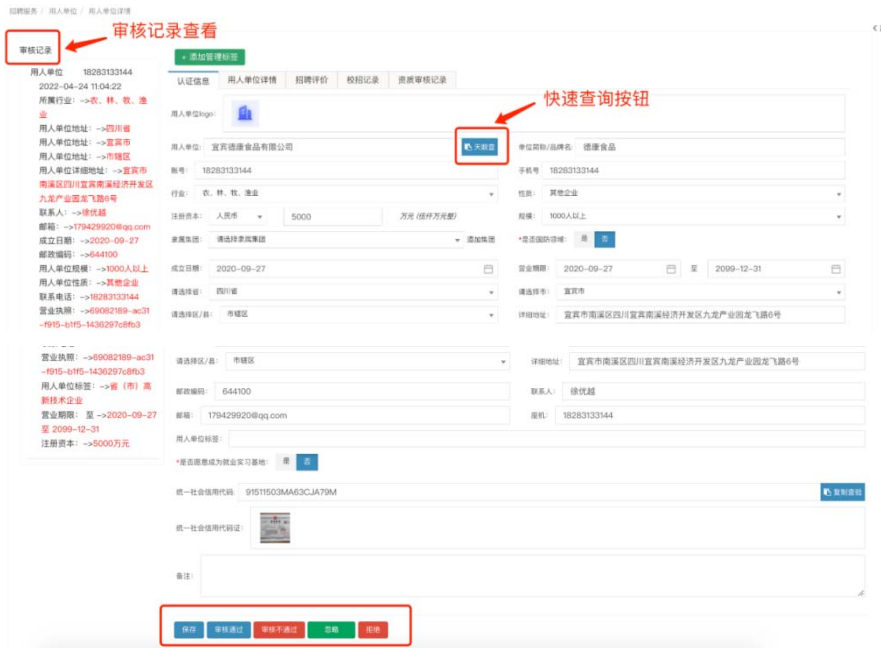 招聘服务 / 用人单位 / 用人单位详情
审核记录查看
审核记录
用人单位 18283133144
2022-04-24 11:04:22
所属行业: ->农、林、牧、渔
业
用人单位地址: ->四川省
用人单位地址: ->宜宾市
用人单位地址: ->市辖区
用人单位详细地址: ->宜宾市
南溪区四川宜宾南溪经济开发区
九龙产业园龙飞路6号
联系人: ->徐优越
邮箱: ->179429920@qq.com
成立日期: ->2020-09-27
邮政编码: ->644100
用人单位规模: ->1000人以上
用人单位性质: ->其他企业
联系电话: ->18283133144
营业执照: ->69082189-ac31
-f915-b1f5-1436297c8fb3
+ 添加管理标签
认证信息 用人单位详情 招聘评价 校招记录 资质审核记录
快速查询按钮
用人单位logo:
用人单位: 宜宾德康食品有限公司 天眼查 单位简称/品牌名: 德康食品
账号: 18283133144 手机号 18283133144
行业: 农、林、牧、渔业 性质: 其他企业
注册资本: 人民币 5000 万元 (伍仟万元整) 规模: 1000人以上
隶属集团: 请选择隶属集团 添加集团 *是否国防领域: 是 否
成立日期: 2020-09-27 营业期限: 2020-09-27 至 2099-12-31
请选择省: 四川省 请选择市: 宜宾市
请选择区/县: 市辖区 详细地址: 宜宾市南溪区四川宜宾南溪经济开发区九龙产业园龙飞路6号
营业执照: ->69082189-ac31
-f915-b1f5-1436297c8fb3
用人单位标签: ->省（市）高
新技术企业
营业期限: 至 ->2020-09-27
至 2099-12-31
注册资本: ->5000万元
请选择区/县: 市辖区 详细地址: 宜宾市南溪区四川宜宾南溪经济开发区九龙产业园龙飞路6号
邮政编码: 644100 联系人: 徐优越
邮箱: 179429920@qq.com 座机: 18283133144
用人单位标签:
*是否愿意成为就业实习基地: 是 否
统一社会信用代码: 91511503MA63CJA79M 复制查验
统一社会信用代码证:
备注:
保存 审核通过 审核不通过 忽略 拒绝